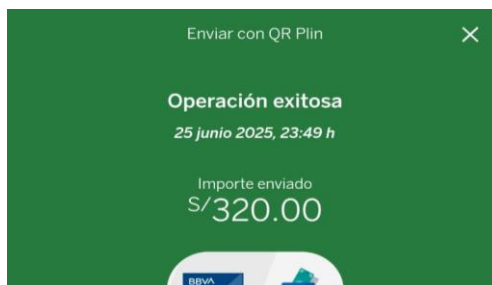 Enviar con QR Plin
Operación exitosa
25 junio 2025, 23:49 h
Importe enviado
S/320.00
BBVA